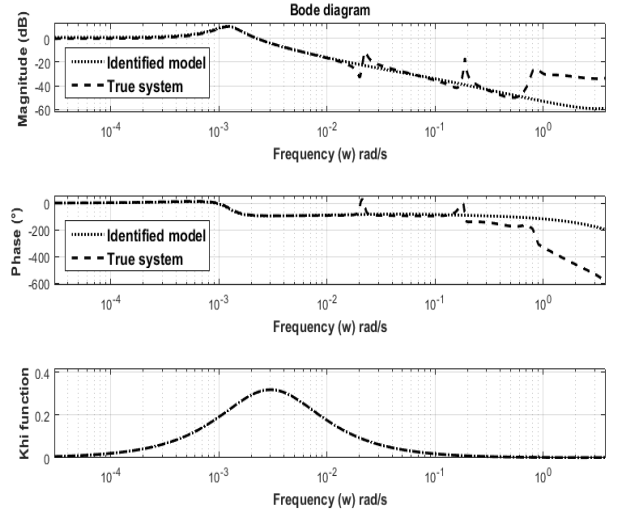 Bode diagram
Magnitude (dB)
0
-20
-40
-60
Identified model
True system
10^-4
10^-3
10^-2
10^-1
10^0
Frequency (w) rad/s
Phase (°)
0
-200
-400
-600
Identified model
True system
10^-4
10^-3
10^-2
10^-1
10^0
Frequency (w) rad/s
Khi function
0.4
0.2
0
10^-4
10^-3
10^-2
10^-1
10^0
Frequency (w) rad/s